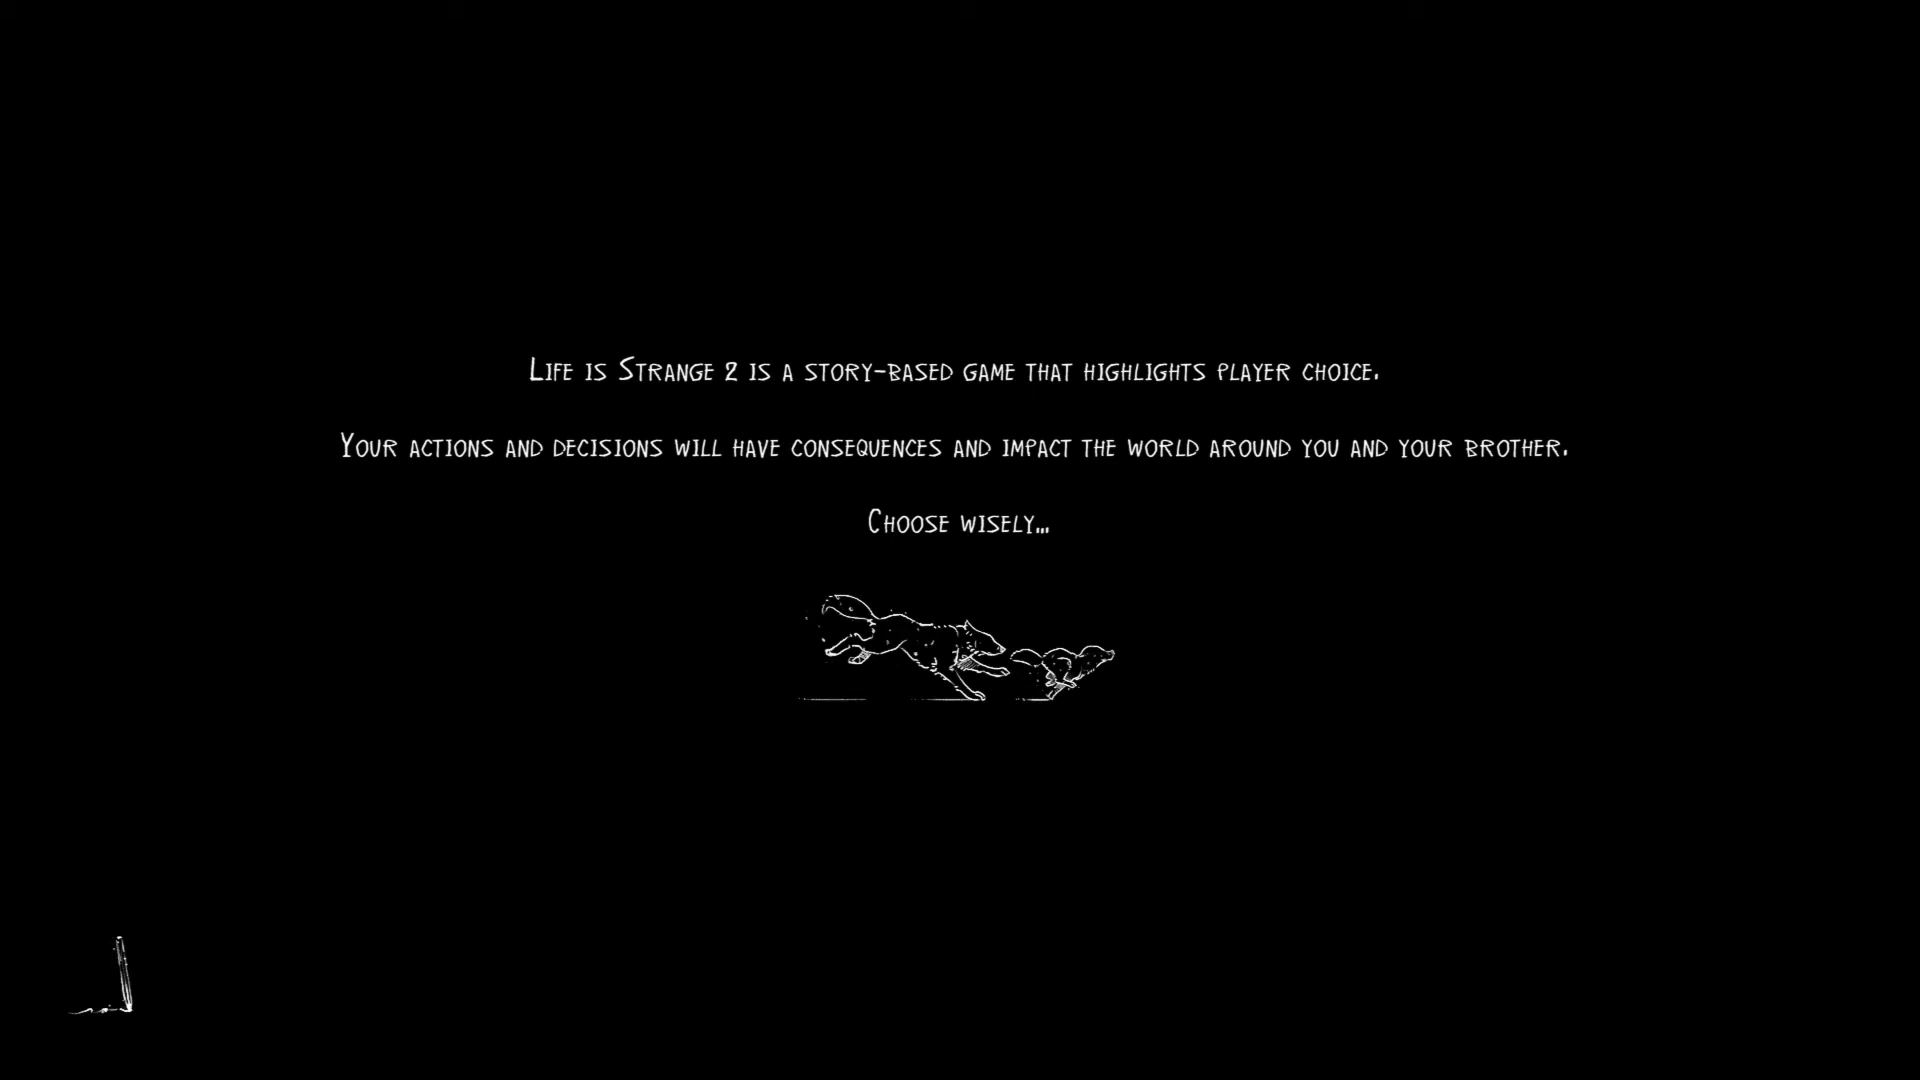 Life is Strange 2 is a story-based game that highlights player choice.
Your actions and decisions will have consequences and impact the world around you and your brother.
Choose wisely...